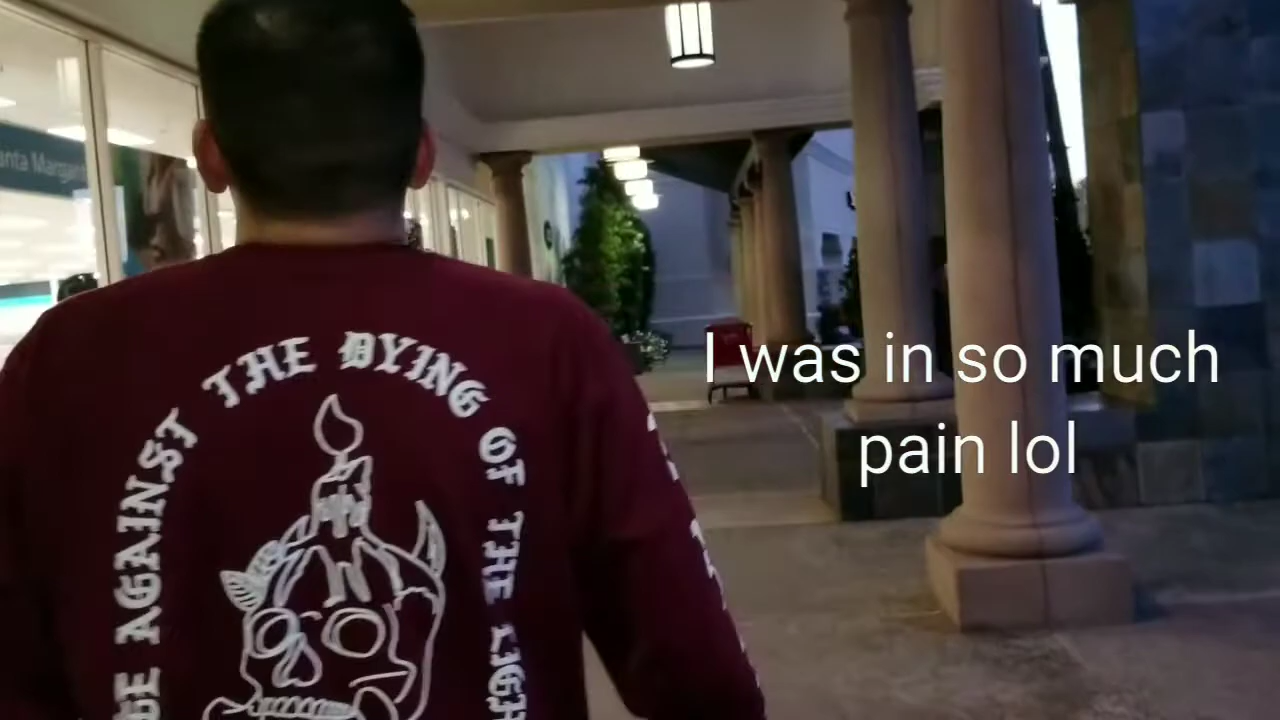 AGAINST THE DYING OF THE
I was in so much
pain lol